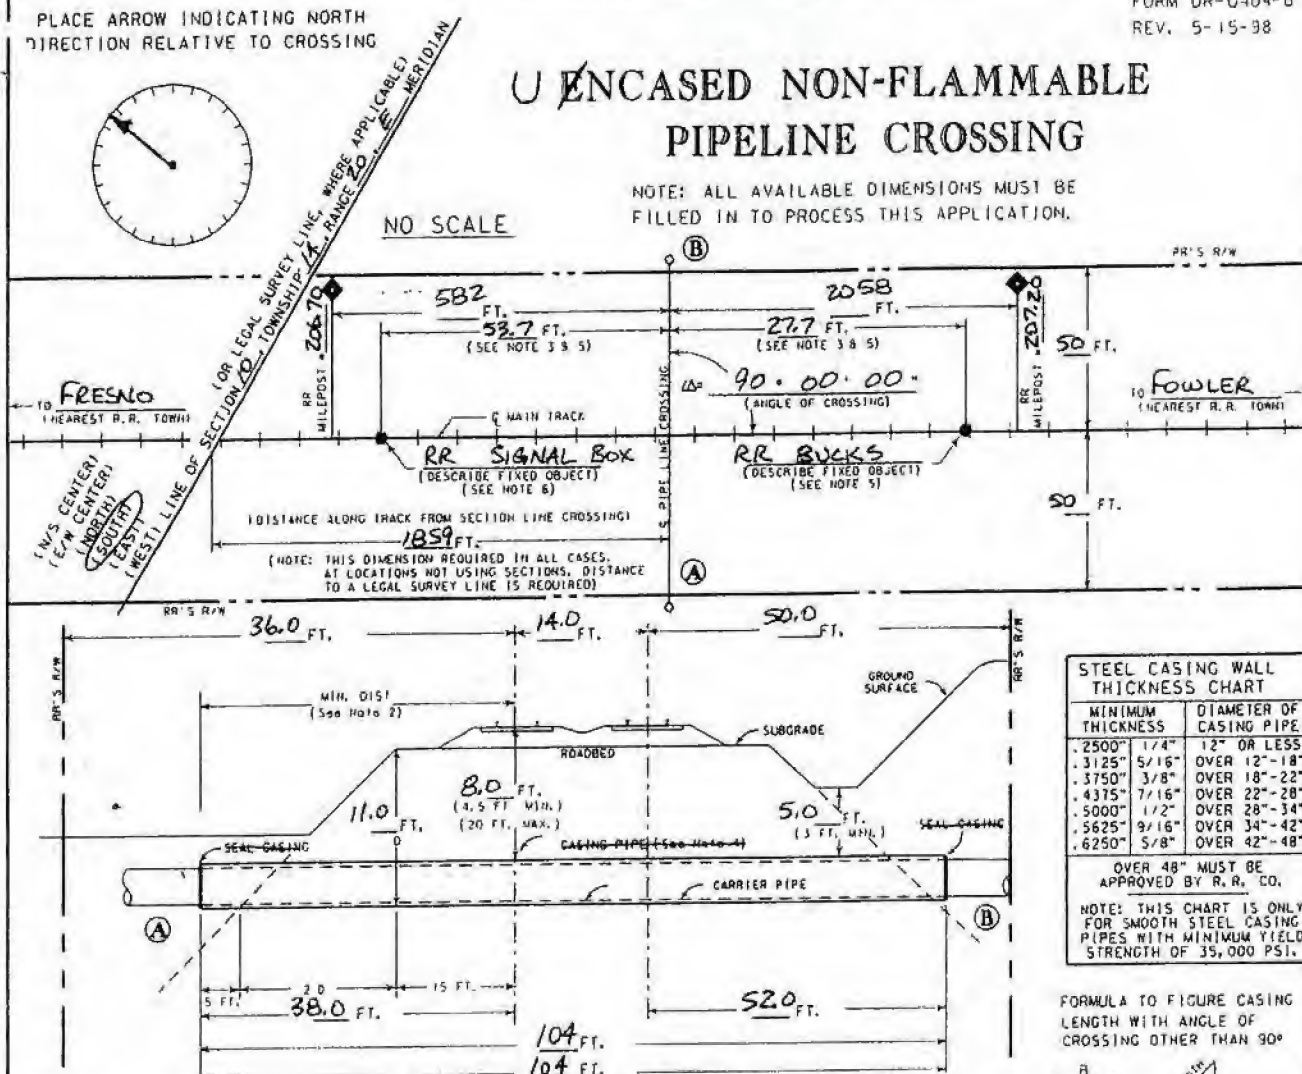 PLACE ARROW INDICATING NORTH
DIRECTION RELATIVE TO CROSSING
REV. 5-15-98
U ENCASED NON-FLAMMABLE
PIPELINE CROSSING
NOTE: ALL AVAILABLE DIMENSIONS MUST BE
FILLED IN TO PROCESS THIS APPLICATION.
NO SCALE
(N/S CENTER)
(E/W CENTER)
(NORTH)
(SOUTH)
(EAST)
(WEST) LINE OF SECTION 10, TOWNSHIP 14, RANGE 20, E MERIDIAN
(OR LEGAL SURVEY LINE, WHERE APPLICABLE)
B
RR'S R/W
582 FT.
2058 FT.
53.7 FT.
(SEE NOTE 3 & 5)
27.7 FT.
(SEE NOTE 3 & 5)
RR MILEPOST 206.70
RR MILEPOST 207.20
50 FT.
90 · 00 · 00
(ANGLE OF CROSSING)
TO FRESNO
(NEAREST R.R. TOWN)
TO FOWLER
(NEAREST R.R. TOWN)
℄ MAIN TRACK
RR SIGNAL BOX
(DESCRIBE FIXED OBJECT)
(SEE NOTE 6)
RR BUCKS
(DESCRIBE FIXED OBJECT)
(SEE NOTE 5)
PIPE LINE CROSSING
50 FT.
(DISTANCE ALONG TRACK FROM SECTION LINE CROSSING)
1859 FT.
(NOTE: THIS DIMENSION REQUIRED IN ALL CASES.
AT LOCATIONS NOT USING SECTIONS, DISTANCE
TO A LEGAL SURVEY LINE IS REQUIRED)
A
RR'S R/W
36.0 FT.
14.0 FT.
50.0 FT.
RR'S R/W
RR'S R/W
MIN. DIST
(See Note 2)
GROUND
SURFACE
SUBGRADE
ROADBED
11.0 FT.
8.0 FT.
(4.5 FT. MIN.)
(20 FT. MAX.)
5.0 FT.
(3 FT. MIN.)
SEAL CASING
CASING PIPE (See Note 4)
SEAL CASING
CARRIER PIPE
A
B
5 FT.
20
15 FT.
38.0 FT.
52.0 FT.
104 FT.
104 FT.
STEEL CASING WALL
THICKNESS CHART
MINIMUM THICKNESS DIAMETER OF CASING PIPE
.2500" 1/4" 12" OR LESS
.3125" 5/16" OVER 12"-18"
.3750" 3/8" OVER 18"-22"
.4375" 7/16" OVER 22"-28"
.5000" 1/2" OVER 28"-34"
.5625" 9/16" OVER 34"-42"
.6250" 5/8" OVER 42"-48"
OVER 48" MUST BE
APPROVED BY R. R. CO.
NOTE: THIS CHART IS ONLY
FOR SMOOTH STEEL CASING
PIPES WITH MINIMUM YIELD
STRENGTH OF 35,000 PSI.
FORMULA TO FIGURE CASING
LENGTH WITH ANGLE OF
CROSSING OTHER THAN 90°
B